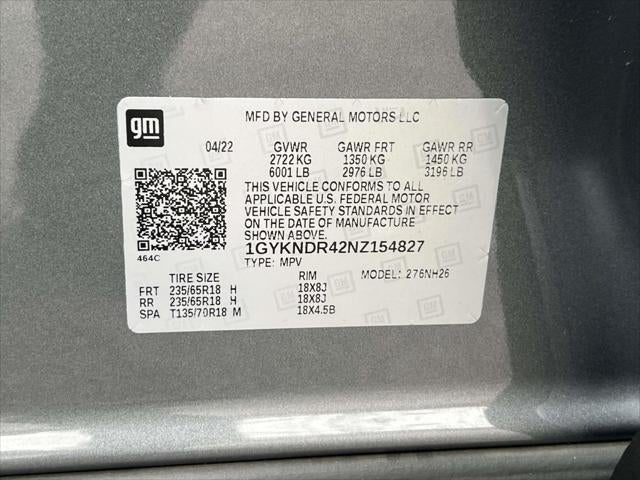 gm
MFD BY GENERAL MOTORS LLC
04/22 GVWR GAWR FRT GAWR RR
2722 KG 1350 KG 1450 KG
6001 LB 2976 LB 3196 LB
THIS VEHICLE CONFORMS TO ALL
APPLICABLE U.S. FEDERAL MOTOR
VEHICLE SAFETY STANDARDS IN EFFECT
ON THE DATE OF MANUFACTURE
SHOWN ABOVE.
1GYKNDR42NZ154827
464C TYPE: MPV
TIRE SIZE RIM MODEL: 276NH26
FRT 235/65R18 H 18X8J
RR 235/65R18 H 18X8J
SPA T135/70R18 M 18X4.5B